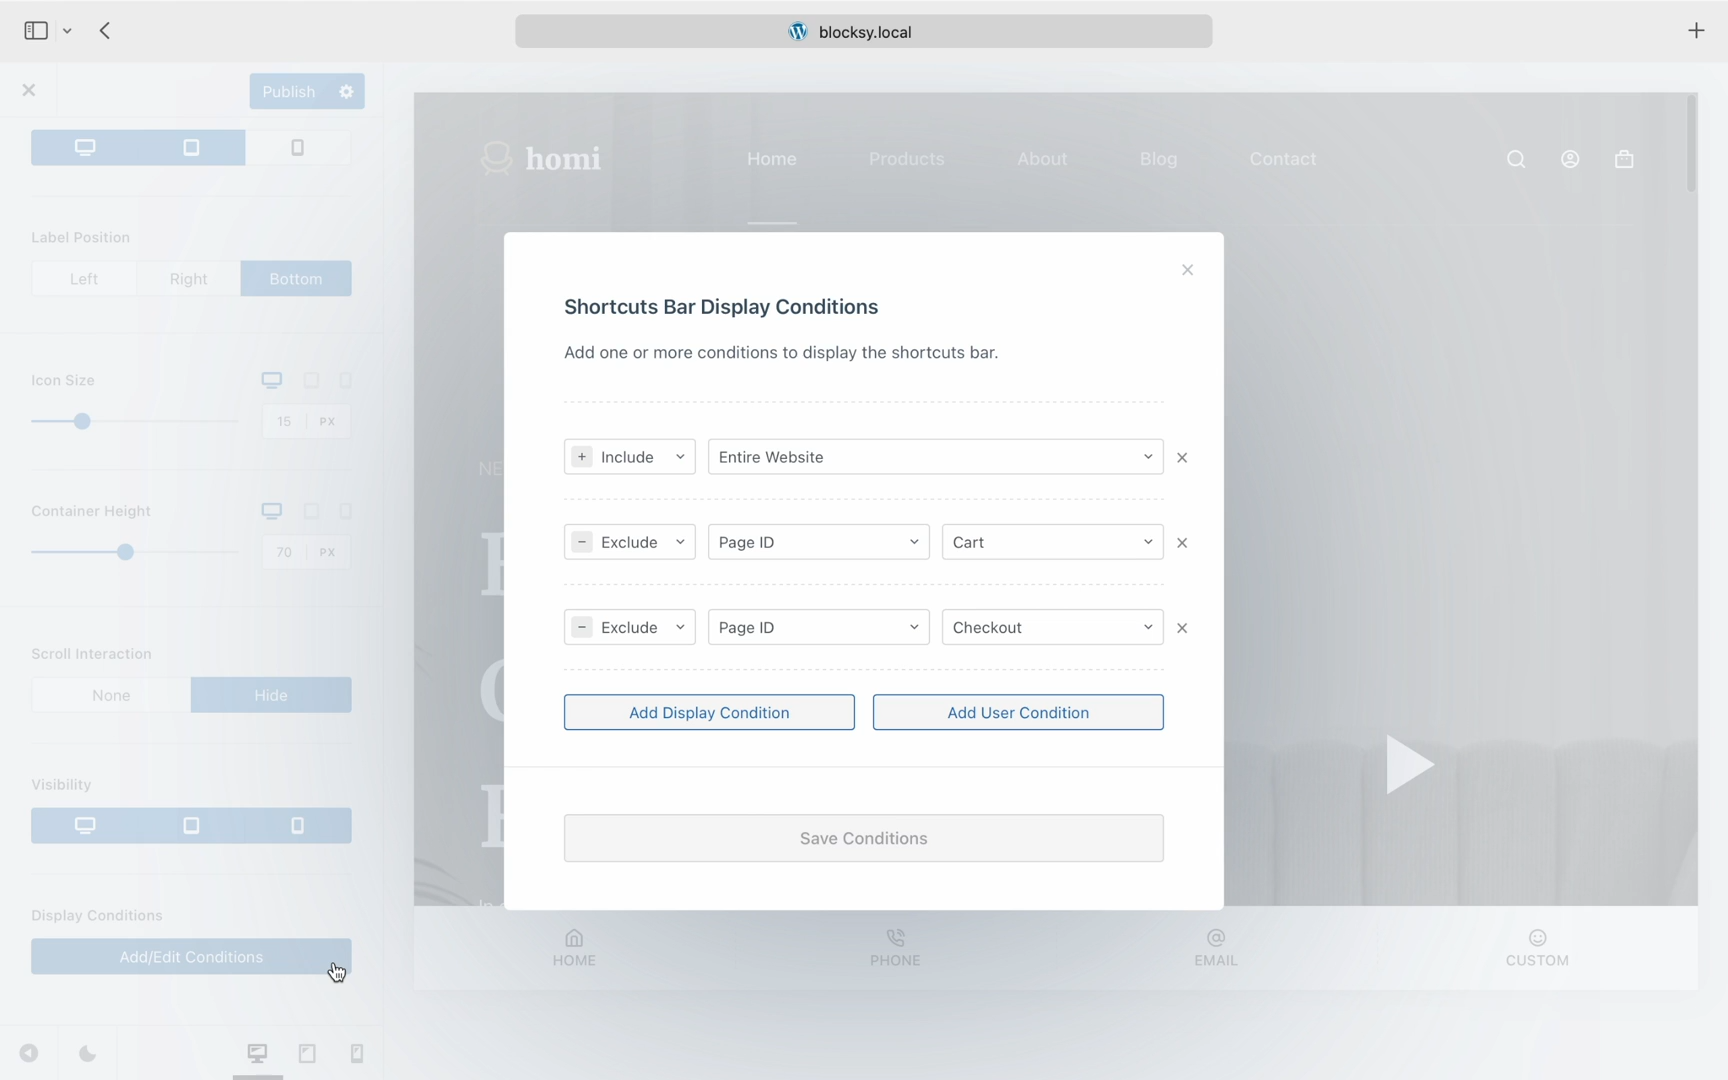 blocksy.local
Publish
homi
Home
Products
About
Blog
Contact
Label Position
Left
Right
Bottom
Shortcuts Bar Display Conditions
Add one or more conditions to display the shortcuts bar.
Icon Size
15 PX
Include
Entire Website
NE
Container Height
70 PX
Exclude
Page ID
Cart
Exclude
Page ID
Checkout
Scroll Interaction
None
Hide
Add Display Condition
Add User Condition
Visibility
Save Conditions
Display Conditions
Add/Edit Conditions
HOME
PHONE
EMAIL
CUSTOM